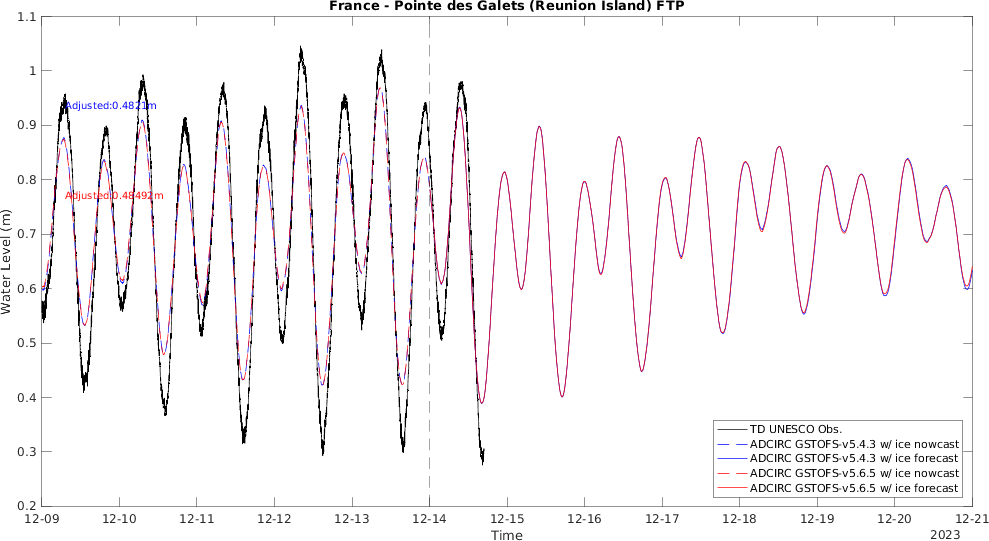 France - Pointe des Galets (Reunion Island) FTP
1.1
1
0.9
0.8
0.7
0.6
0.5
0.4
0.3
0.2
Water Level (m)
Adjusted:0.4821m
Adjusted:0.48492m
TD UNESCO Obs.
ADCIRC GSTOFS-v5.4.3 w/ ice nowcast
ADCIRC GSTOFS-v5.4.3 w/ ice forecast
ADCIRC GSTOFS-v5.6.5 w/ ice nowcast
ADCIRC GSTOFS-v5.6.5 w/ ice forecast
12-09 12-10 12-11 12-12 12-13 12-14 12-15 12-16 12-17 12-18 12-19 12-20 12-21
Time
2023